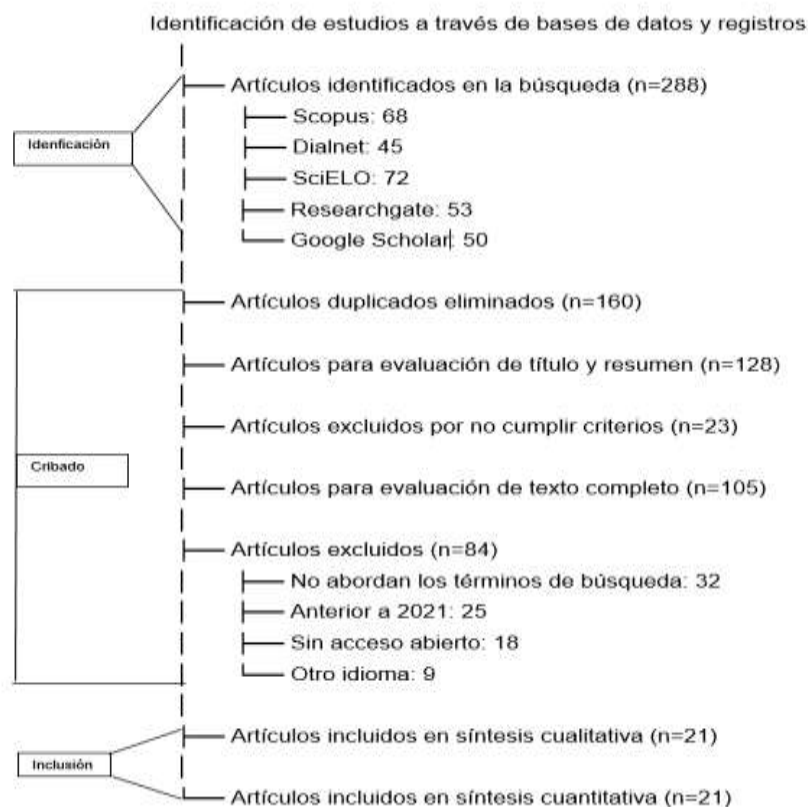 Identificación de estudios a través de bases de datos y registros
Artículos identificados en la búsqueda (n=288)
Scopus: 68
Dialnet: 45
Idenficación
SciELO: 72
Researchgate: 53
Google Scholar: 50
Artículos duplicados eliminados (n=160)
Artículos para evaluación de título y resumen (n=128)
Artículos excluidos por no cumplir criterios (n=23)
Cribado
Artículos para evaluación de texto completo (n=105)
Artículos excluidos (n=84)
No abordan los términos de búsqueda: 32
Anterior a 2021: 25
Sin acceso abierto: 18
Otro idioma: 9
Artículos incluidos en síntesis cualitativa (n=21)
Inclusión
Artículos incluidos en síntesis cuantitativa (n=21)